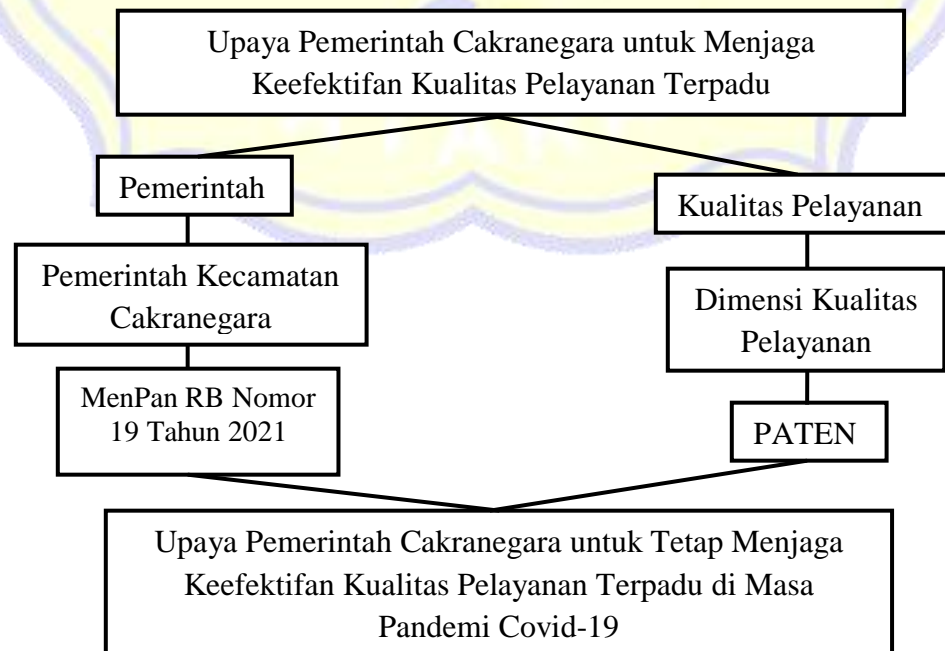 Upaya Pemerintah Cakranegara untuk Menjaga
Keefektifan Kualitas Pelayanan Terpadu
Pemerintah
Kualitas Pelayanan
Pemerintah Kecamatan
Cakranegara
Dimensi Kualitas
Pelayanan
MenPan RB Nomor
19 Tahun 2021
PATEN
Upaya Pemerintah Cakranegara untuk Tetap Menjaga
Keefektifan Kualitas Pelayanan Terpadu di Masa
Pandemi Covid-19